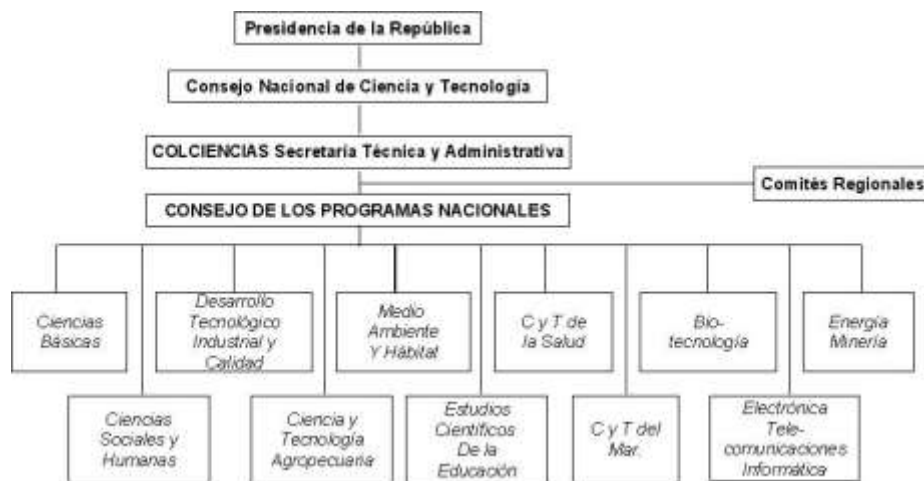 Presidencia de la República
Consejo Nacional de Ciencia y Tecnología
COLCIENCIAS Secretaría Técnica y Administrativa
Comités Regionales
CONSEJO DE LOS PROGRAMAS NACIONALES
Ciencias
Básicas
Desarrollo
Tecnológico
Industrial y
Calidad
Medio
Ambiente
Y Hábitat
C y T de
la Salud
Bio-
tecnología
Energía
Minería
Ciencias
Sociales y
Humanas
Ciencia y
Tecnología
Agropecuaria
Estudios
Científicos
De la
Educación
C y T del
Mar.
Electrónica
Tele-
comunicaciones
Informática